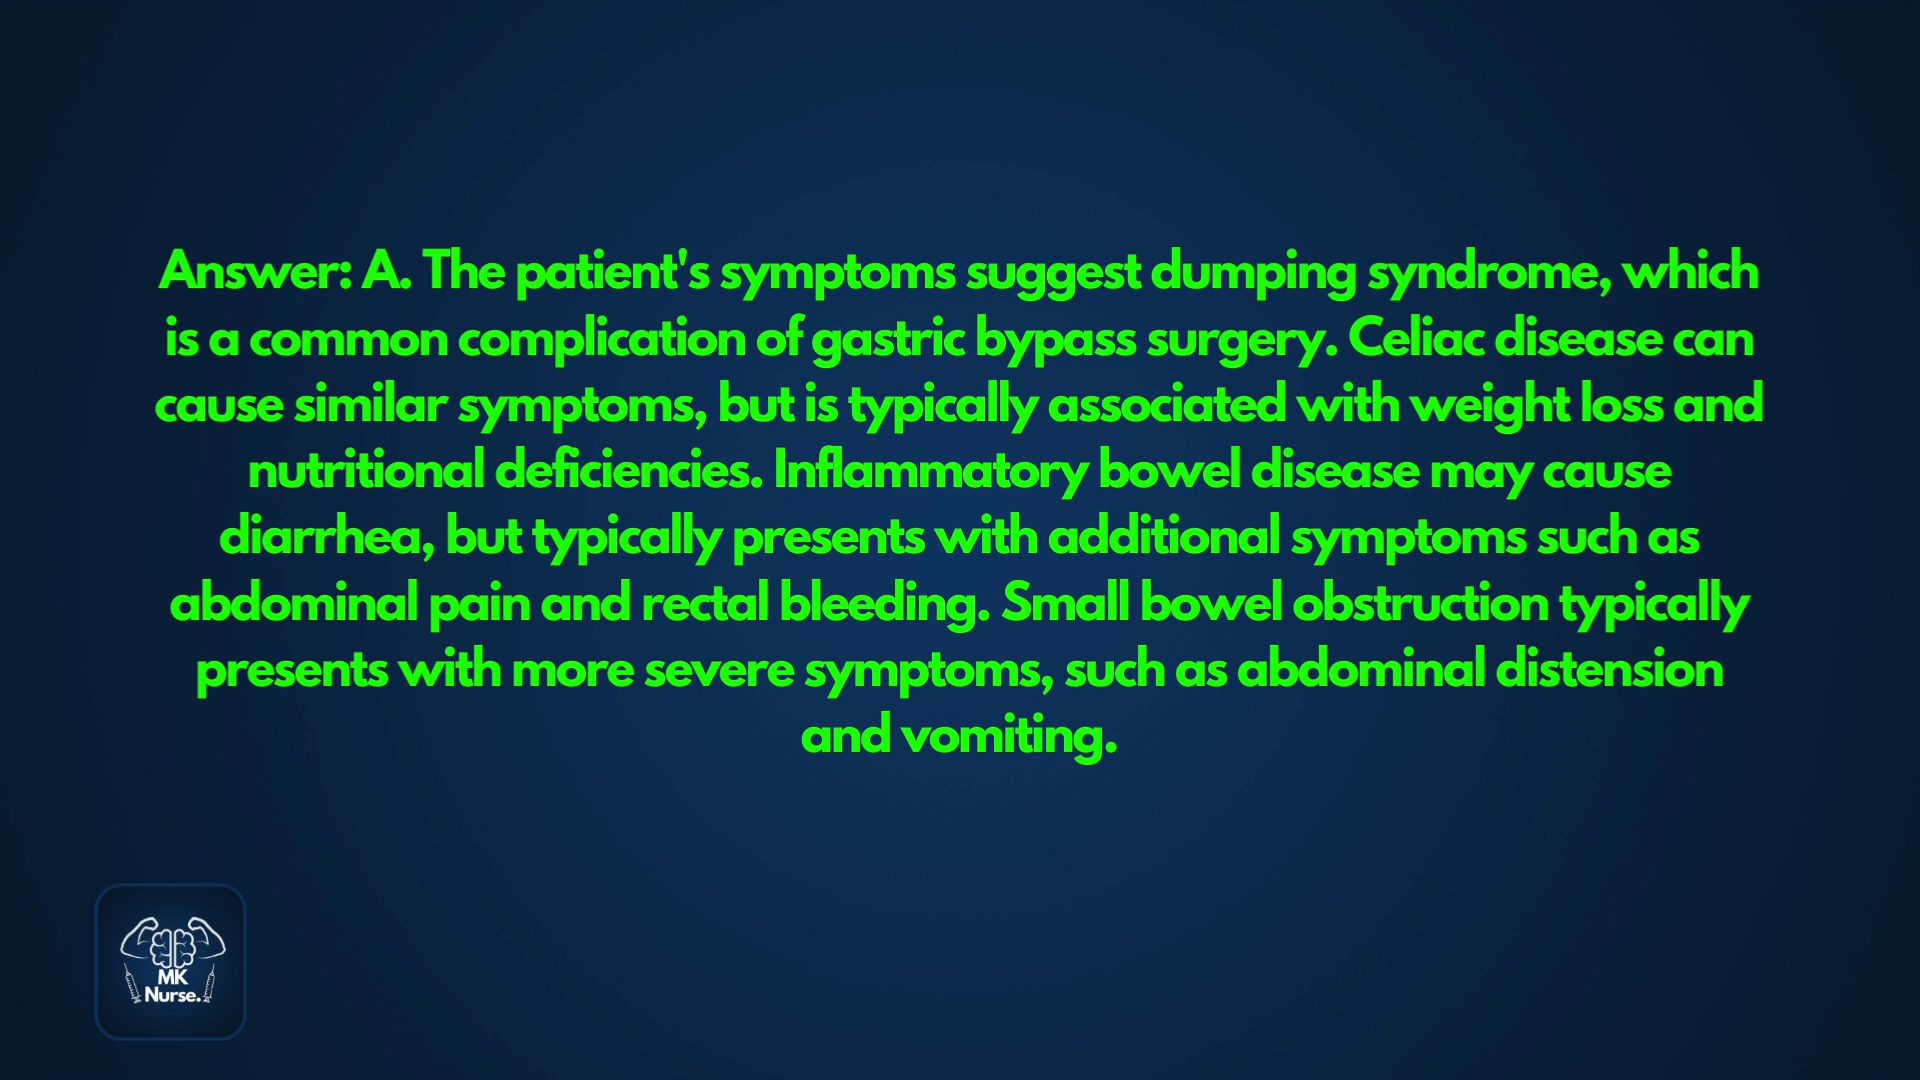 Answer: A. The patient's symptoms suggest dumping syndrome, which
is a common complication of gastric bypass surgery. Celiac disease can
cause similar symptoms, but is typically associated with weight loss and
nutritional deficiencies. Inflammatory bowel disease may cause
diarrhea, but typically presents with additional symptoms such as
abdominal pain and rectal bleeding. Small bowel obstruction typically
presents with more severe symptoms, such as abdominal distension
and vomiting.
MK
Nurse.